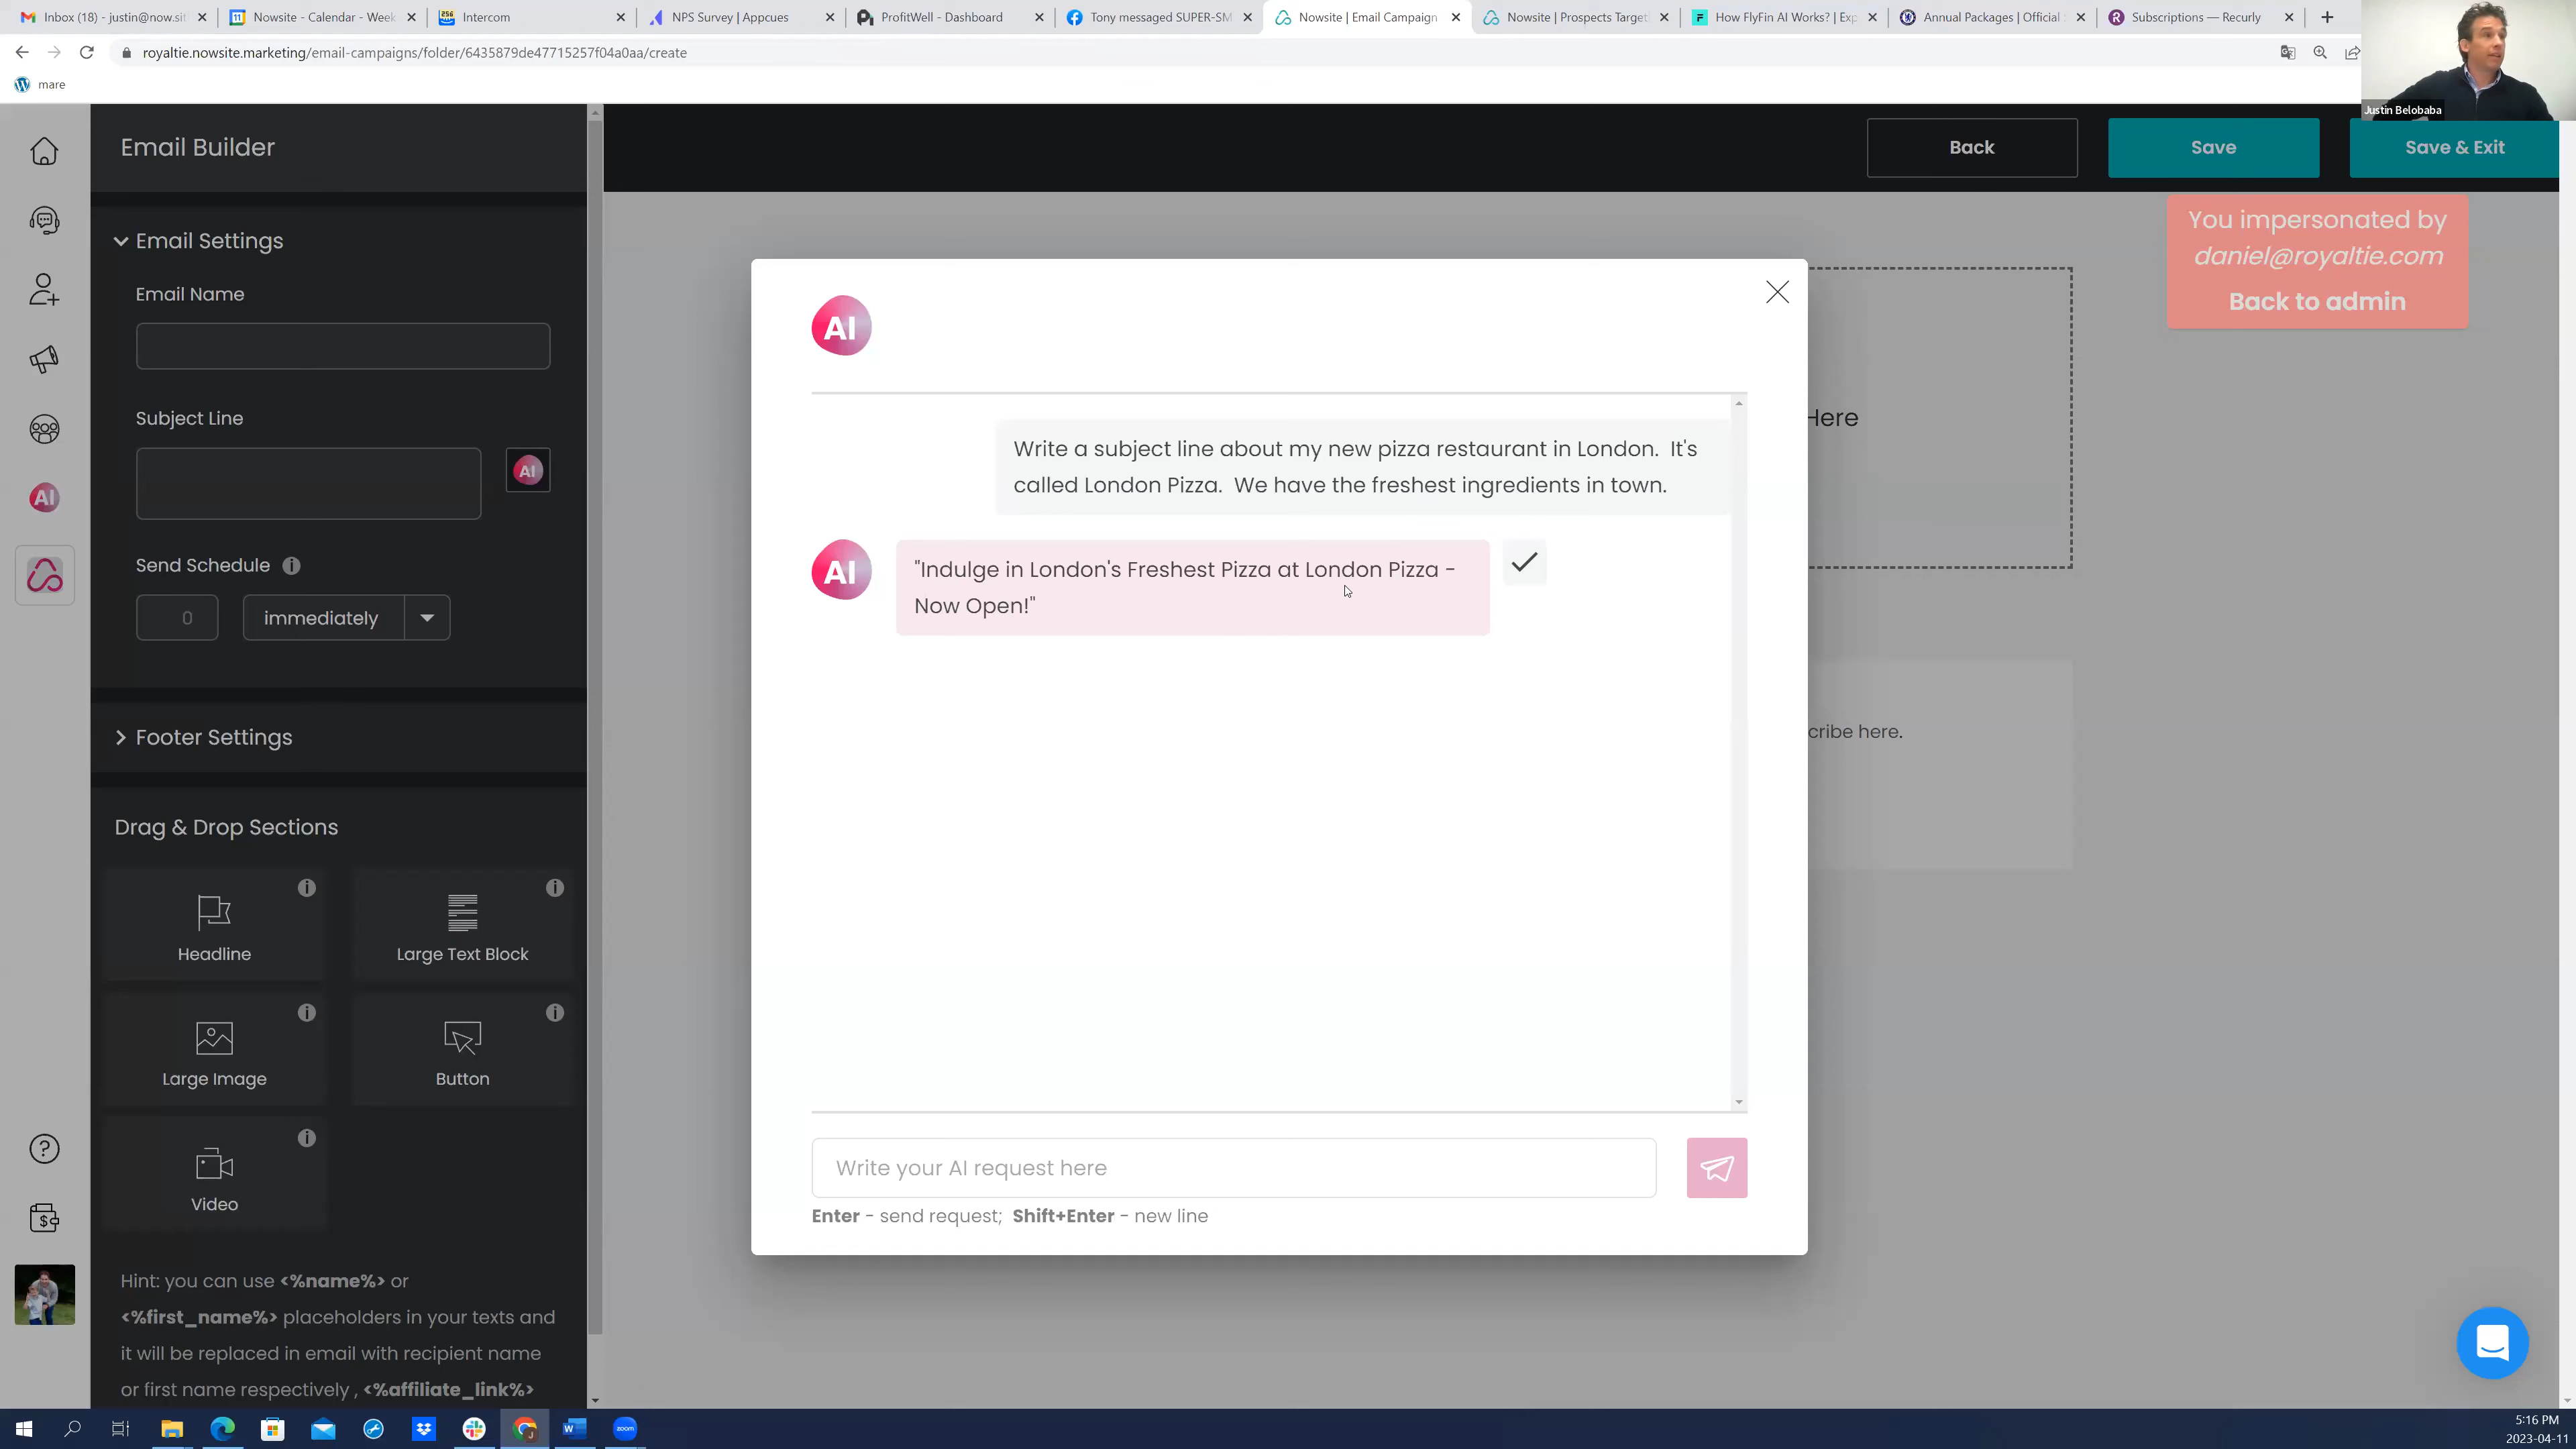 Inbox (18) - justin@now.sit
Nowsite - Calendar - Week
Intercom
NPS Survey | Appcues
ProfitWell - Dashboard
Tony messaged SUPER-SM
Nowsite | Email Campaign
Nowsite | Prospects Target
How FlyFin AI Works? | Exp
Annual Packages | Official
Subscriptions — Recurly
royaltie.nowsite.marketing/email-campaigns/folder/6435879de47715257f04a0aa/create
mare
Justin Belobaba
Email Builder
Back
Save
Save & Exit
You impersonated by
daniel@royaltie.com
Back to admin
Email Settings
Email Name
Subject Line
AI
Send Schedule
0
immediately
Footer Settings
Drag & Drop Sections
Headline
Large Text Block
Large Image
Button
Video
Hint: you can use <%name%> or
<%first_name%> placeholders in your texts and
it will be replaced in email with recipient name
or first name respectively , <%affiliate_link%>
AI
AI
Write a subject line about my new pizza restaurant in London. It's
called London Pizza. We have the freshest ingredients in town.
AI
"Indulge in London's Freshest Pizza at London Pizza -
Now Open!"
Here
cribe here.
Write your AI request here
Enter - send request; Shift+Enter - new line
5:16 PM
2023-04-11